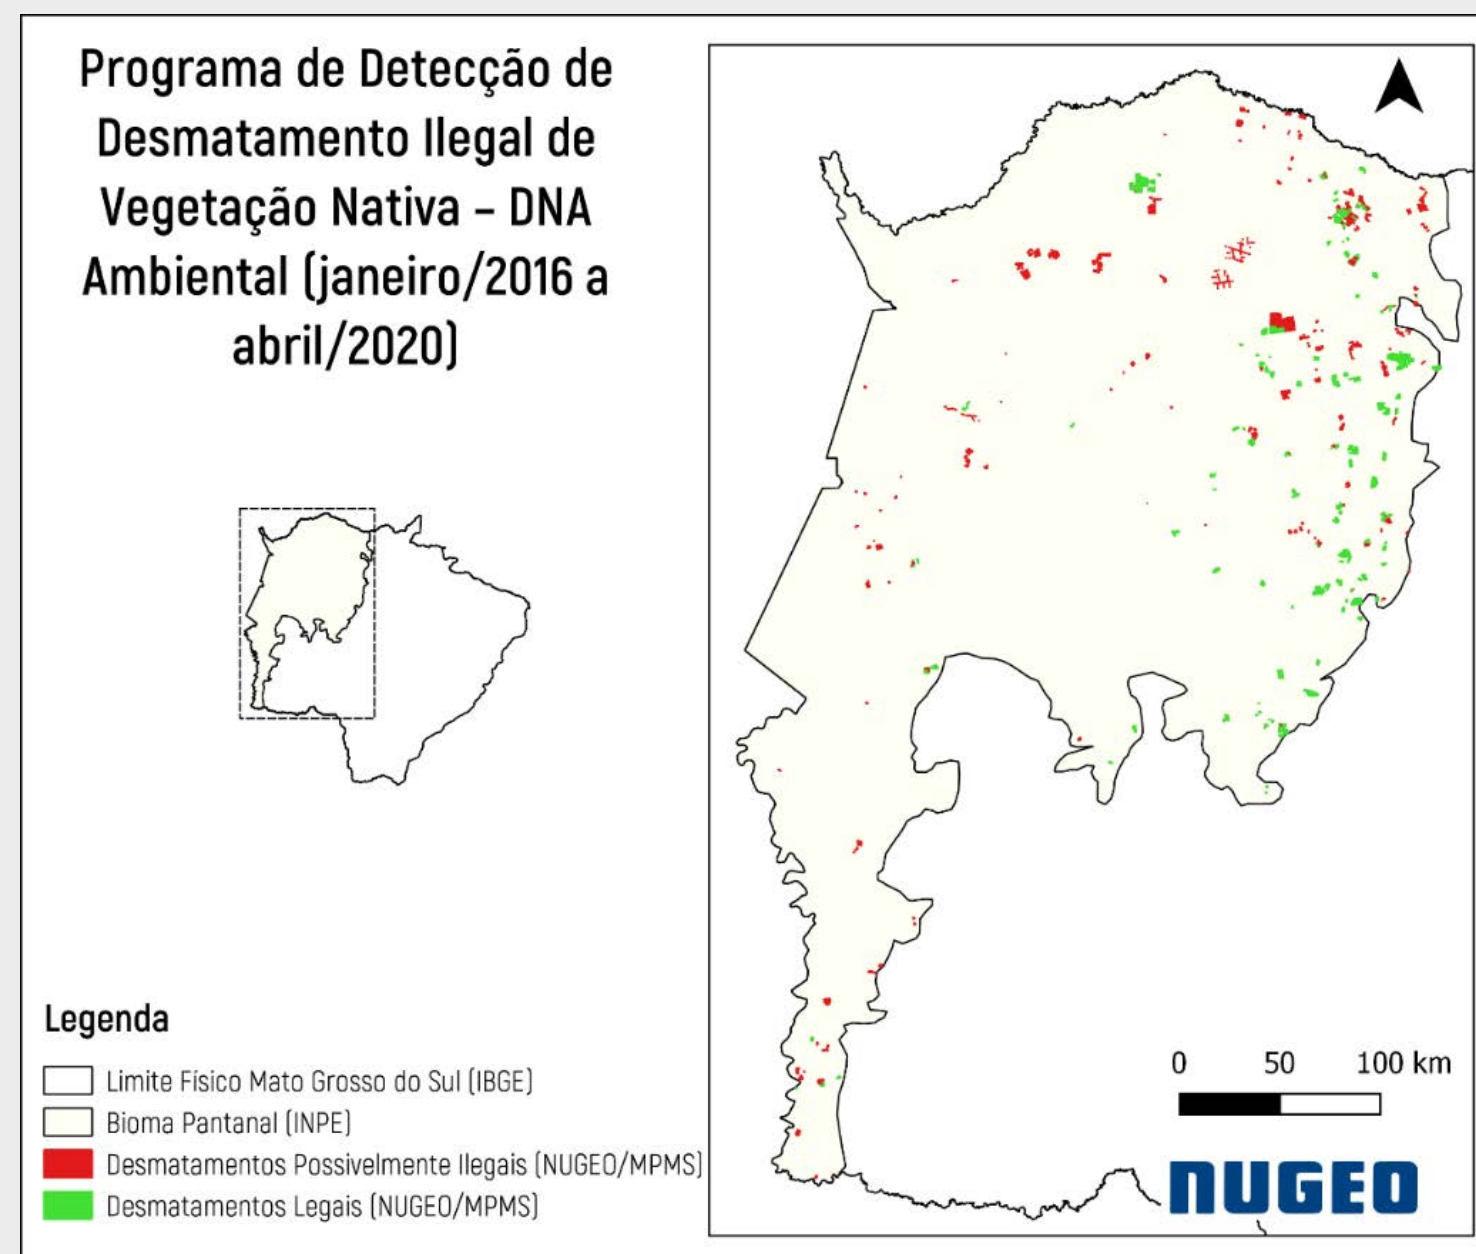 Programa de Detecção de
Desmatamento Ilegal de
Vegetação Nativa – DNA
Ambiental (janeiro/2016 a
abril/2020)
Legenda
Limite Físico Mato Grosso do Sul (IBGE)
Bioma Pantanal (INPE)
Desmatamentos Possivelmente Ilegais (NUGEO/MPMS)
Desmatamentos Legais (NUGEO/MPMS)
0 50 100 km
NUGEO